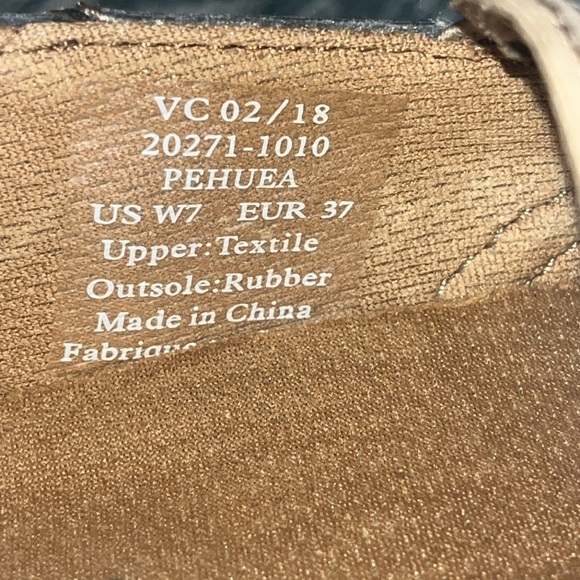 VC 02/18
20271-1010
PEHUEA
US W7 EUR 37
Upper:Textile
Outsole:Rubber
Made in China